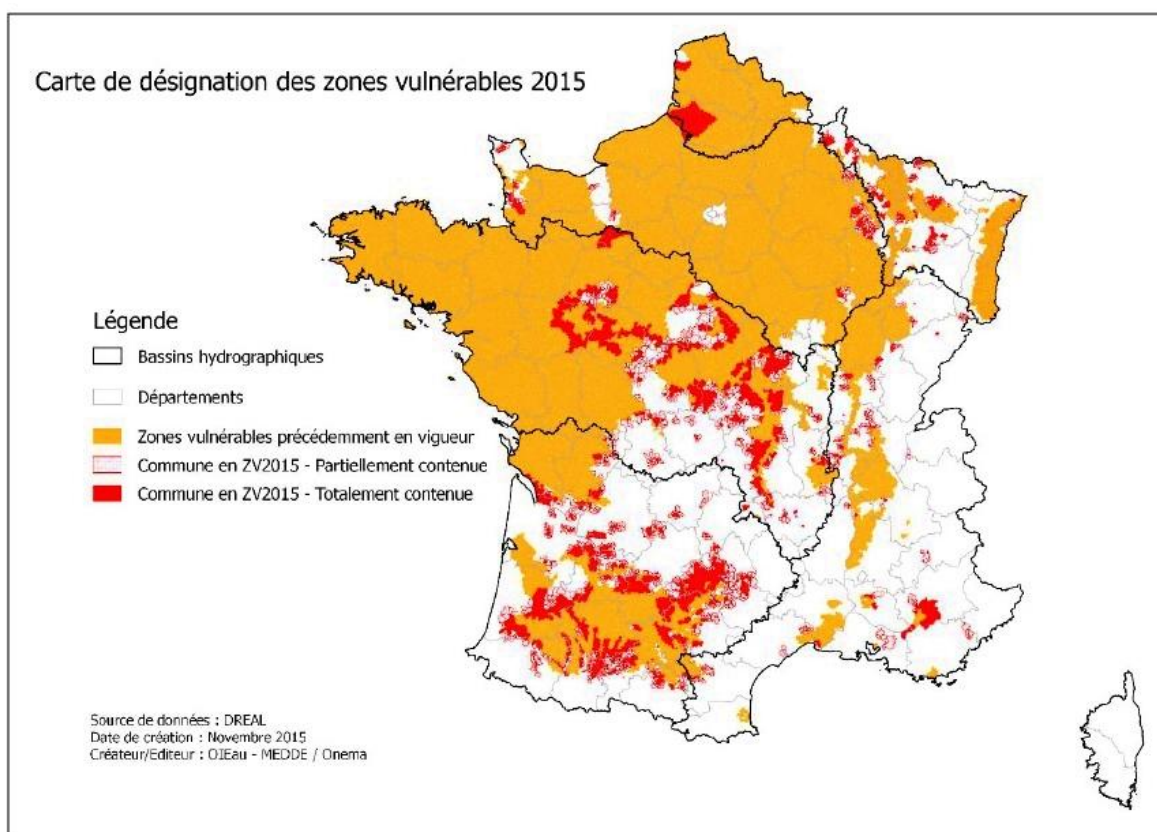 Carte de désignation des zones vulnérables 2015
Légende
Bassins hydrographiques
Départements
Zones vulnérables précédemment en vigueur
Commune en ZV2015 - Partiellement contenue
Commune en ZV2015 - Totalement contenue
Source de données : DREAL
Date de création : Novembre 2015
Créateur/Editeur : OIEau - MEDDE / Onema